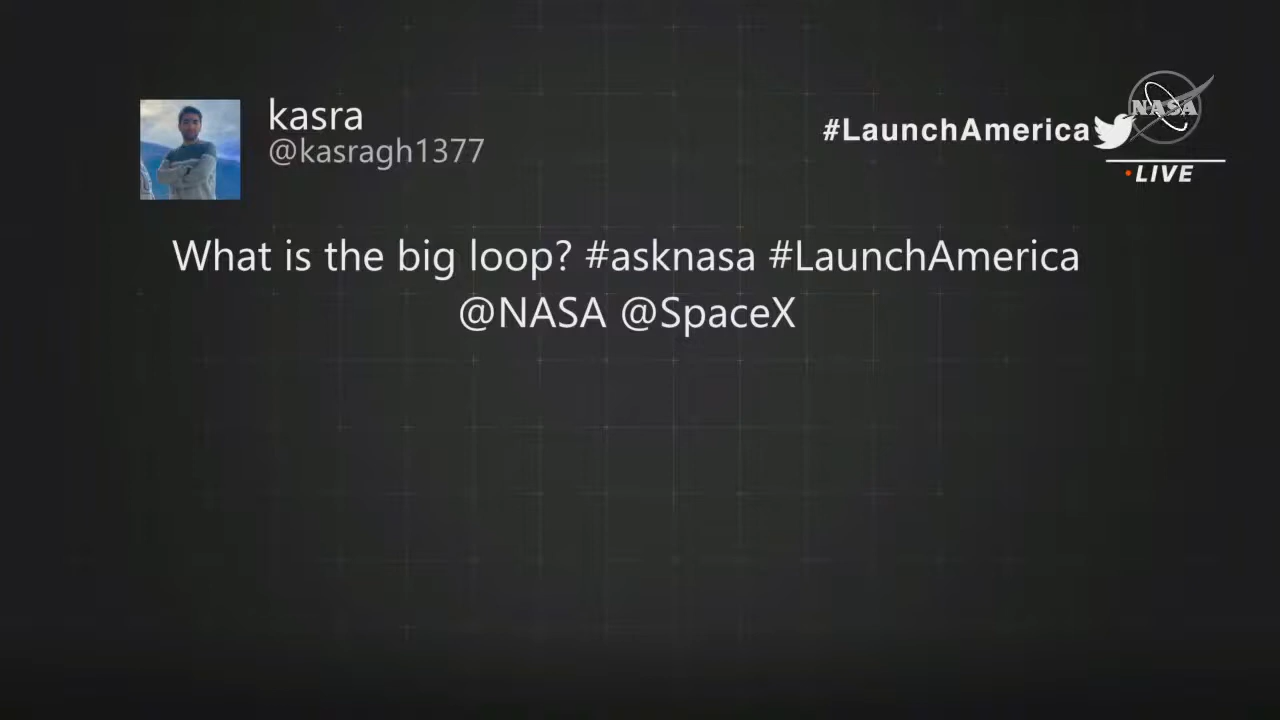 kasra
@kasragh1377
#LaunchAmerica
NASA
LIVE
What is the big loop? #asknasa #LaunchAmerica
@NASA @SpaceX